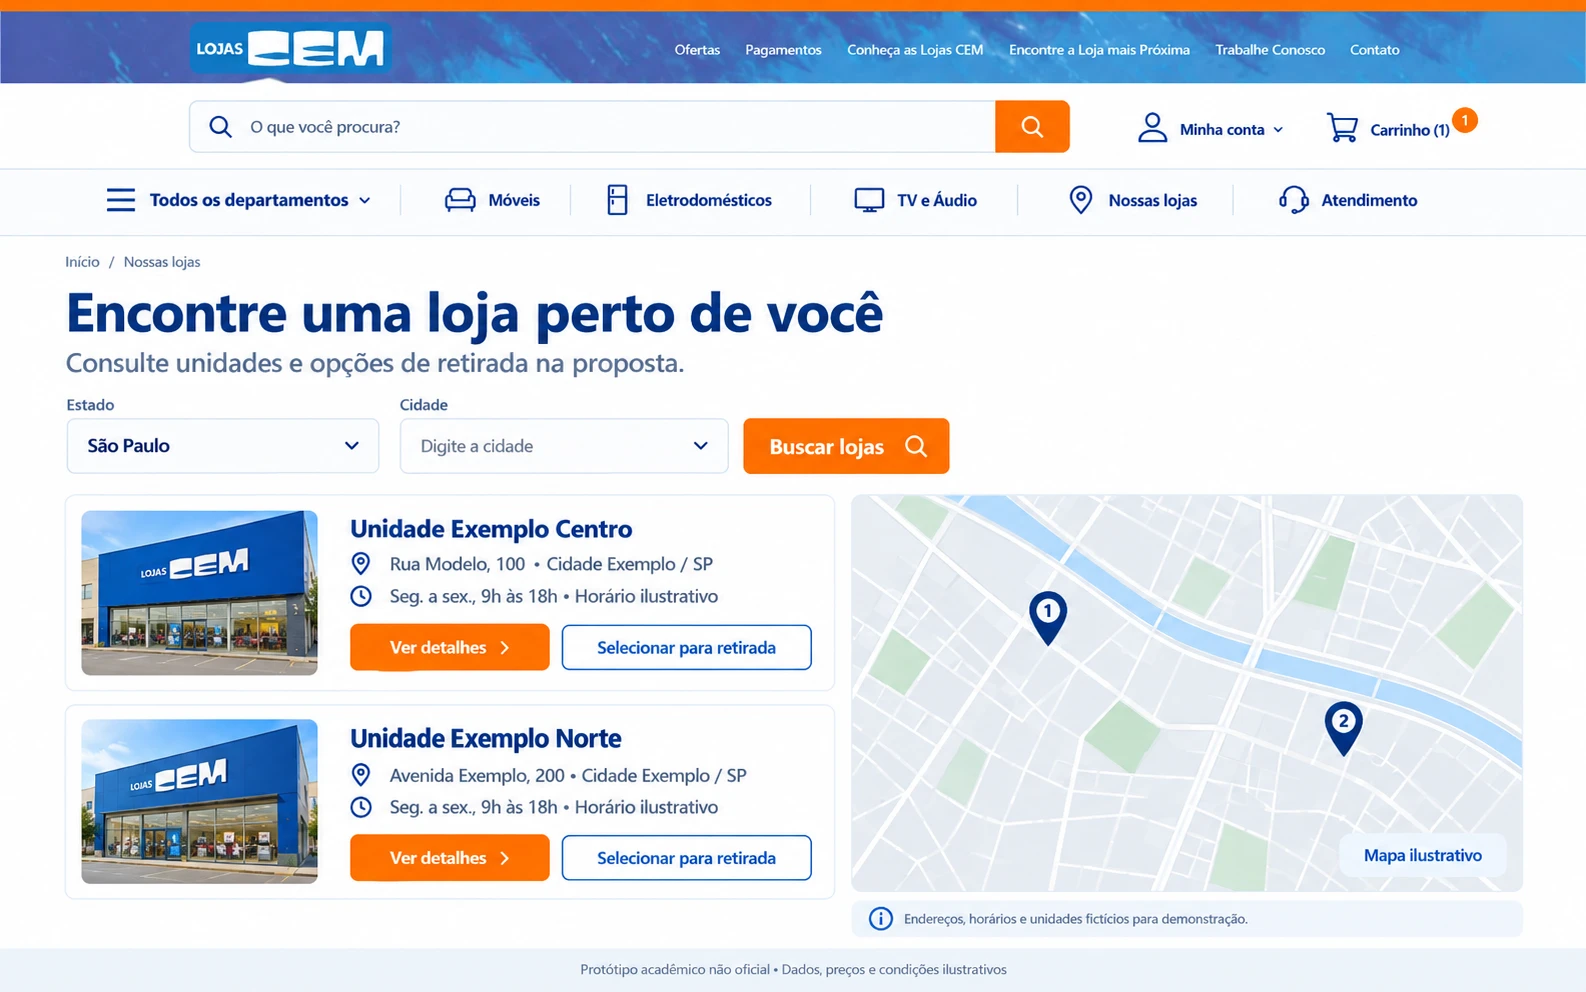 LOJAS CEM
Ofertas Pagamentos Conheça as Lojas CEM Encontre a Loja mais Próxima Trabalhe Conosco Contato
O que você procura?
Minha conta
Carrinho (1) 1
Todos os departamentos Móveis Eletrodomésticos TV e Áudio Nossas lojas Atendimento
Início / Nossas lojas
Encontre uma loja perto de você
Consulte unidades e opções de retirada na proposta.
Estado Cidade
São Paulo Digite a cidade Buscar lojas
LOJAS CEM
Unidade Exemplo Centro
Rua Modelo, 100 • Cidade Exemplo / SP
Seg. a sex., 9h às 18h • Horário ilustrativo
Ver detalhes Selecionar para retirada
LOJAS CEM
Unidade Exemplo Norte
Avenida Exemplo, 200 • Cidade Exemplo / SP
Seg. a sex., 9h às 18h • Horário ilustrativo
Ver detalhes Selecionar para retirada
1
2
Mapa ilustrativo
Endereços, horários e unidades fictícios para demonstração.
Protótipo acadêmico não oficial • Dados, preços e condições ilustrativos